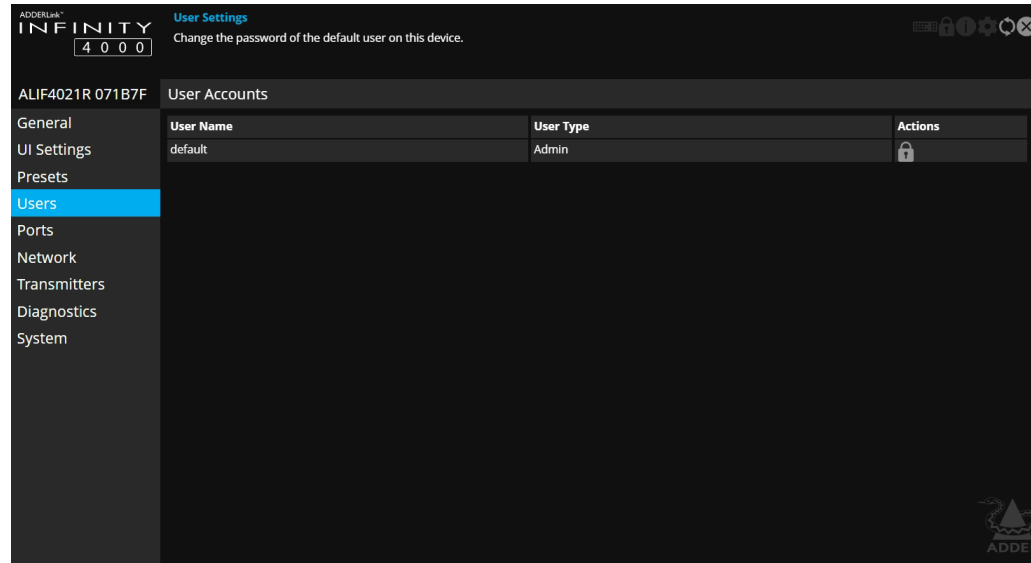 ADDERLink™
INFINITY
4000
User Settings
Change the password of the default user on this device.
ALIF4021R 071B7F
User Accounts
General
UI Settings
Presets
Users
Ports
Network
Transmitters
Diagnostics
System
User Name User Type Actions
default Admin
ADDE